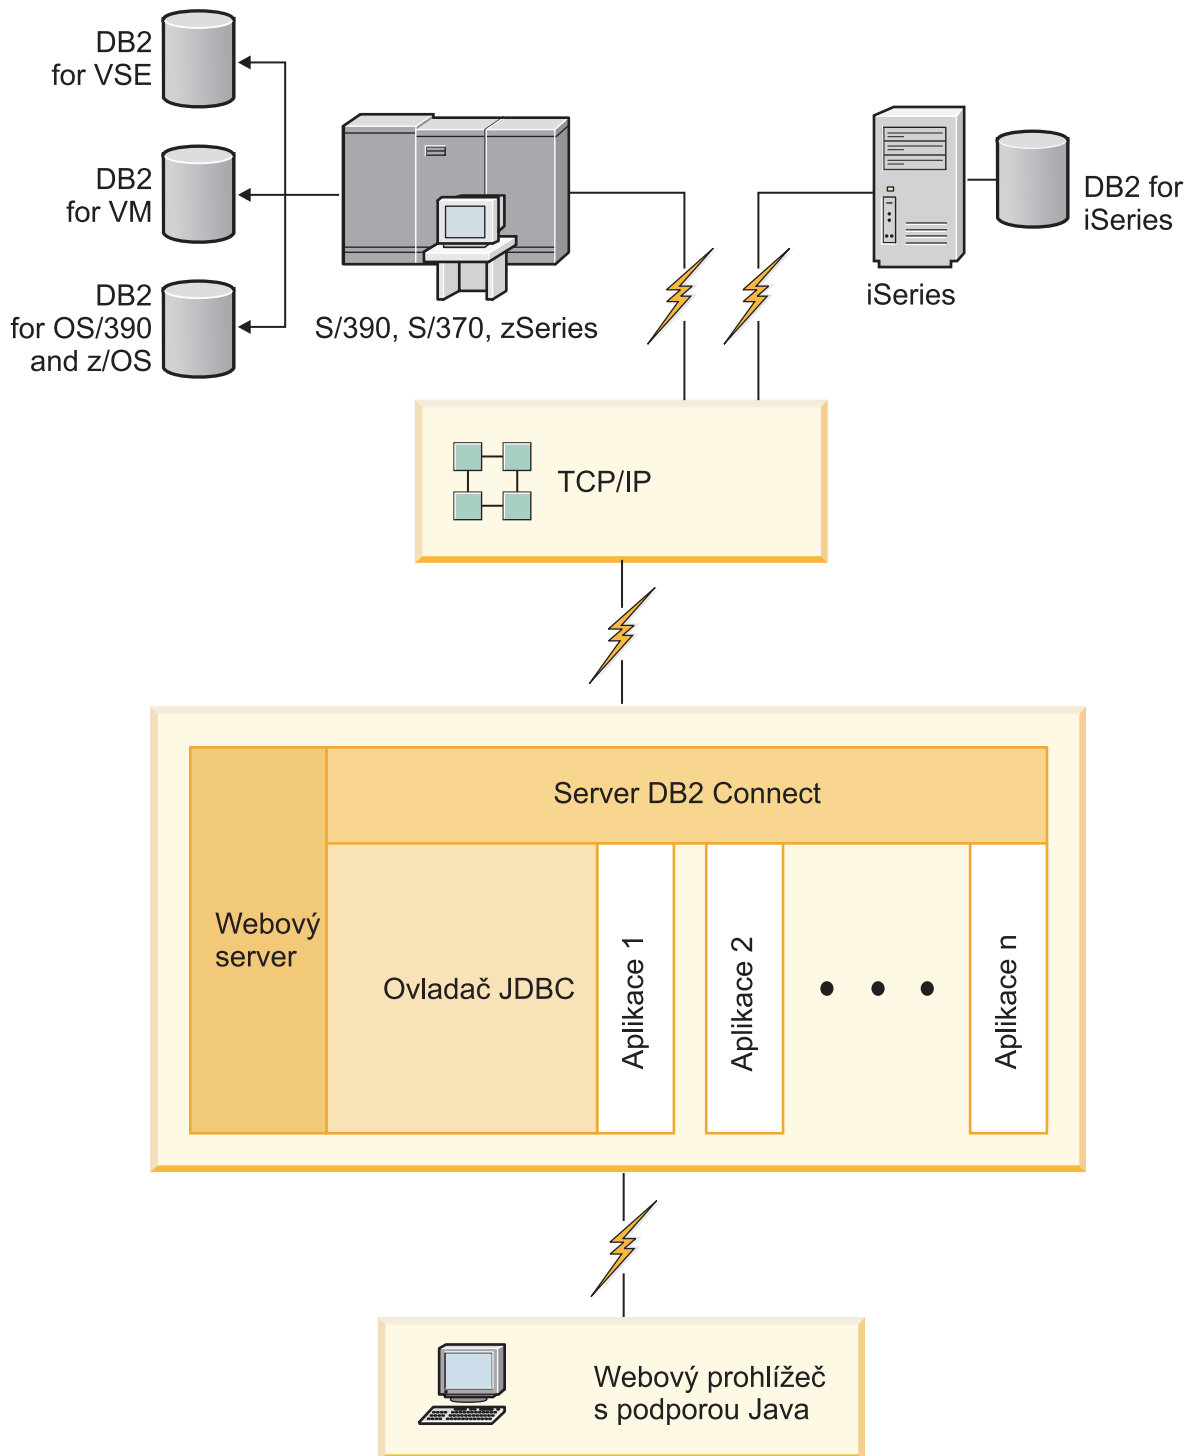 DB2
for VSE
DB2
for VM
DB2
for OS/390
and z/OS
S/390, S/370, zSeries
iSeries
DB2 for
iSeries
TCP/IP
Server DB2 Connect
Webový
server
Ovladač JDBC
Aplikace 1
Aplikace 2
Aplikace n
Webový prohlížeč
s podporou Java